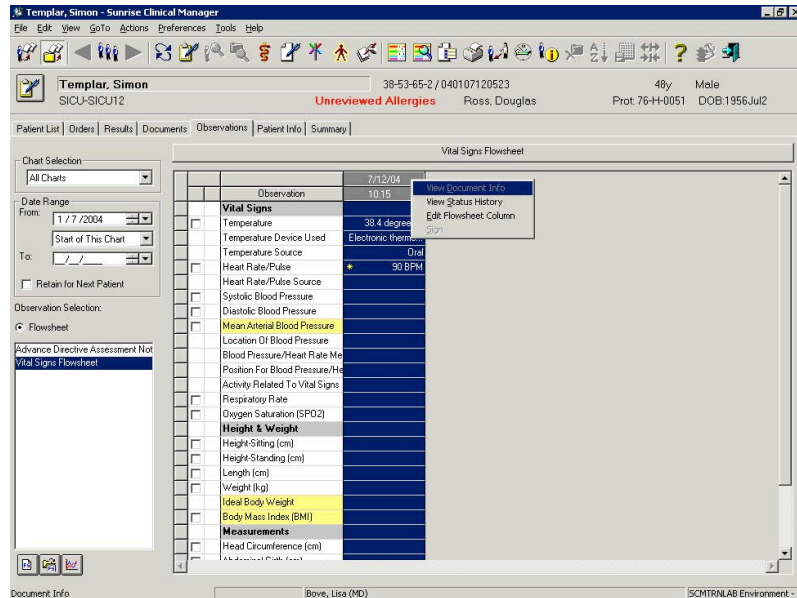 Templar, Simon - Sunrise Clinical Manager
File Edit View GoTo Actions Preferences Tools Help
Templar, Simon 38-53-65-2 / 040107120523 48y Male
SICU-SICU12 Unreviewed Allergies Ross, Douglas Prot: 76-H-0051 DOB:1956Jul2
Patient List Orders Results Documents Observations Patient Info Summary
Vital Signs Flowsheet
Chart Selection
All Charts
Date Range
From: 1 / 7 /2004
Start of This Chart
To: _/_/___
Retain for Next Patient
Observation Selection:
Flowsheet
Advance Directive Assessment Not
Vital Signs Flowsheet
7/12/04
Observation 10:15
Vital Signs
Temperature 38.4 degree
Temperature Device Used Electronic thermo...
Temperature Source Oral
Heart Rate/Pulse * 90 BPM
Heart Rate/Pulse Source
Systolic Blood Pressure
Diastolic Blood Pressure
Mean Arterial Blood Pressure
Location Of Blood Pressure
Blood Pressure/Heart Rate Me
Position For Blood Pressure/He
Activity Related To Vital Signs
Respiratory Rate
Oxygen Saturation (SPO2)
Height & Weight
Height-Sitting (cm)
Height-Standing (cm)
Length (cm)
Weight (kg)
Ideal Body Weight
Body Mass Index (BMI)
Measurements
Head Circumference (cm)
View Document Info
View Status History
Edit Flowsheet Column
Sign
Document Info Bove, Lisa (MD) SCMTRNLAB Environment -